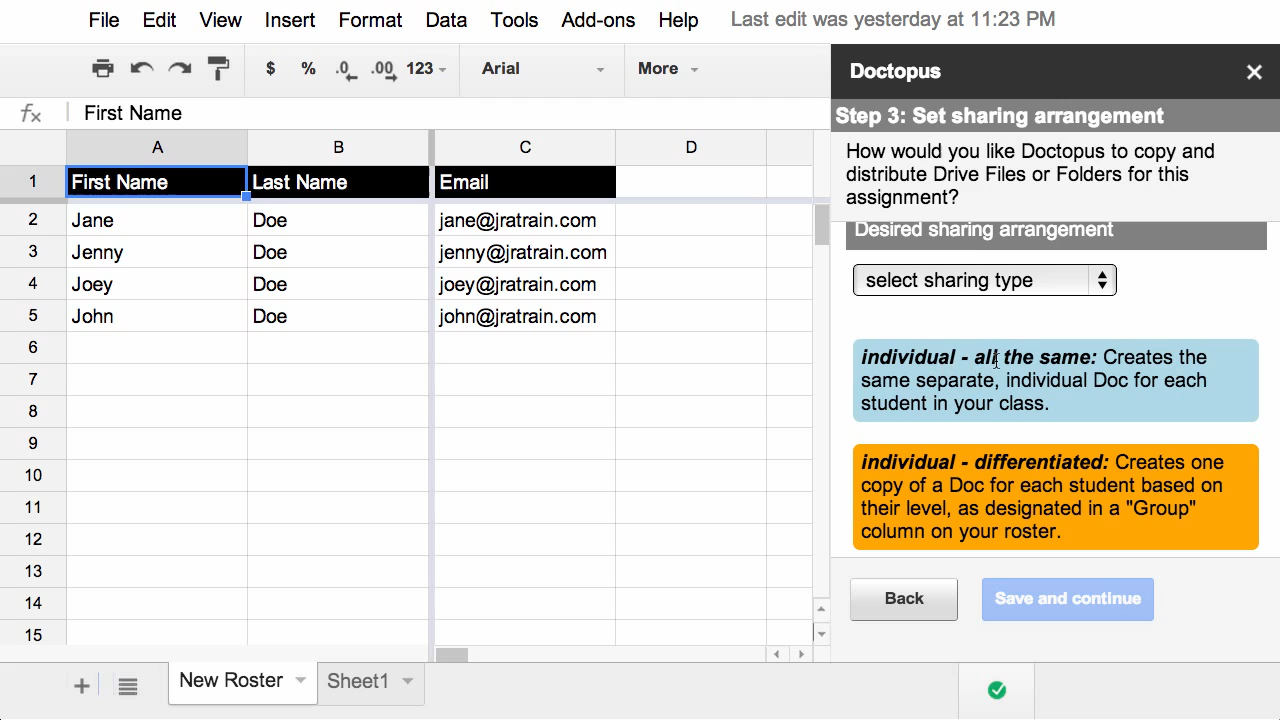 File Edit View Insert Format Data Tools Add-ons Help Last edit was yesterday at 11:23 PM
$ % .0 .00 123 Arial More
fx First Name
A B C D
1 First Name Last Name Email
2 Jane Doe jane@jratrain.com
3 Jenny Doe jenny@jratrain.com
4 Joey Doe joey@jratrain.com
5 John Doe john@jratrain.com
6
7
8
9
10
11
12
13
14
15
New Roster Sheet1
Doctopus
Step 3: Set sharing arrangement
How would you like Doctopus to copy and
distribute Drive Files or Folders for this
assignment?
Desired sharing arrangement
select sharing type
individual - all the same: Creates the
same separate, individual Doc for each
student in your class.
individual - differentiated: Creates one
copy of a Doc for each student based on
their level, as designated in a "Group"
column on your roster.
Back Save and continue